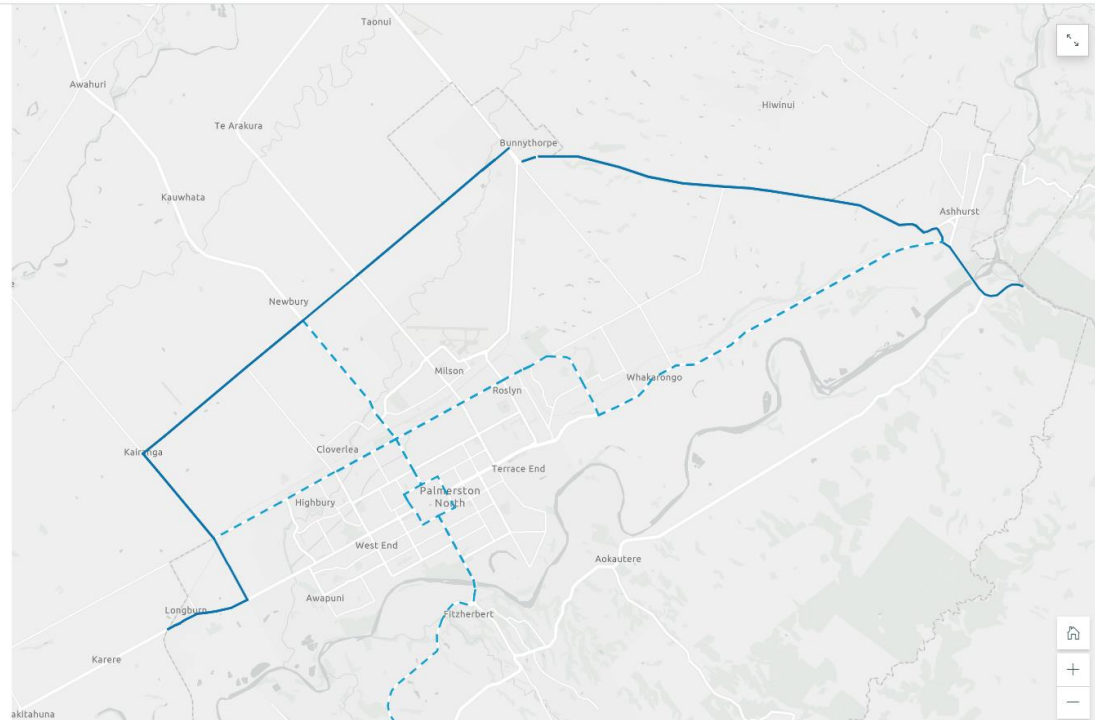 Taonui
Awahuri
Hiwinui
Te Arakura
Bunnythorpe
Kauwhata
Ashhurst
Newbury
Milson
Whakarongo
Roslyn
Cloverlea
Kairanga
Terrace End
Palmerston
North
Highbury
West End
Aokautere
Awapuni
Longburn
Fitzherbert
Karere
akitahuna